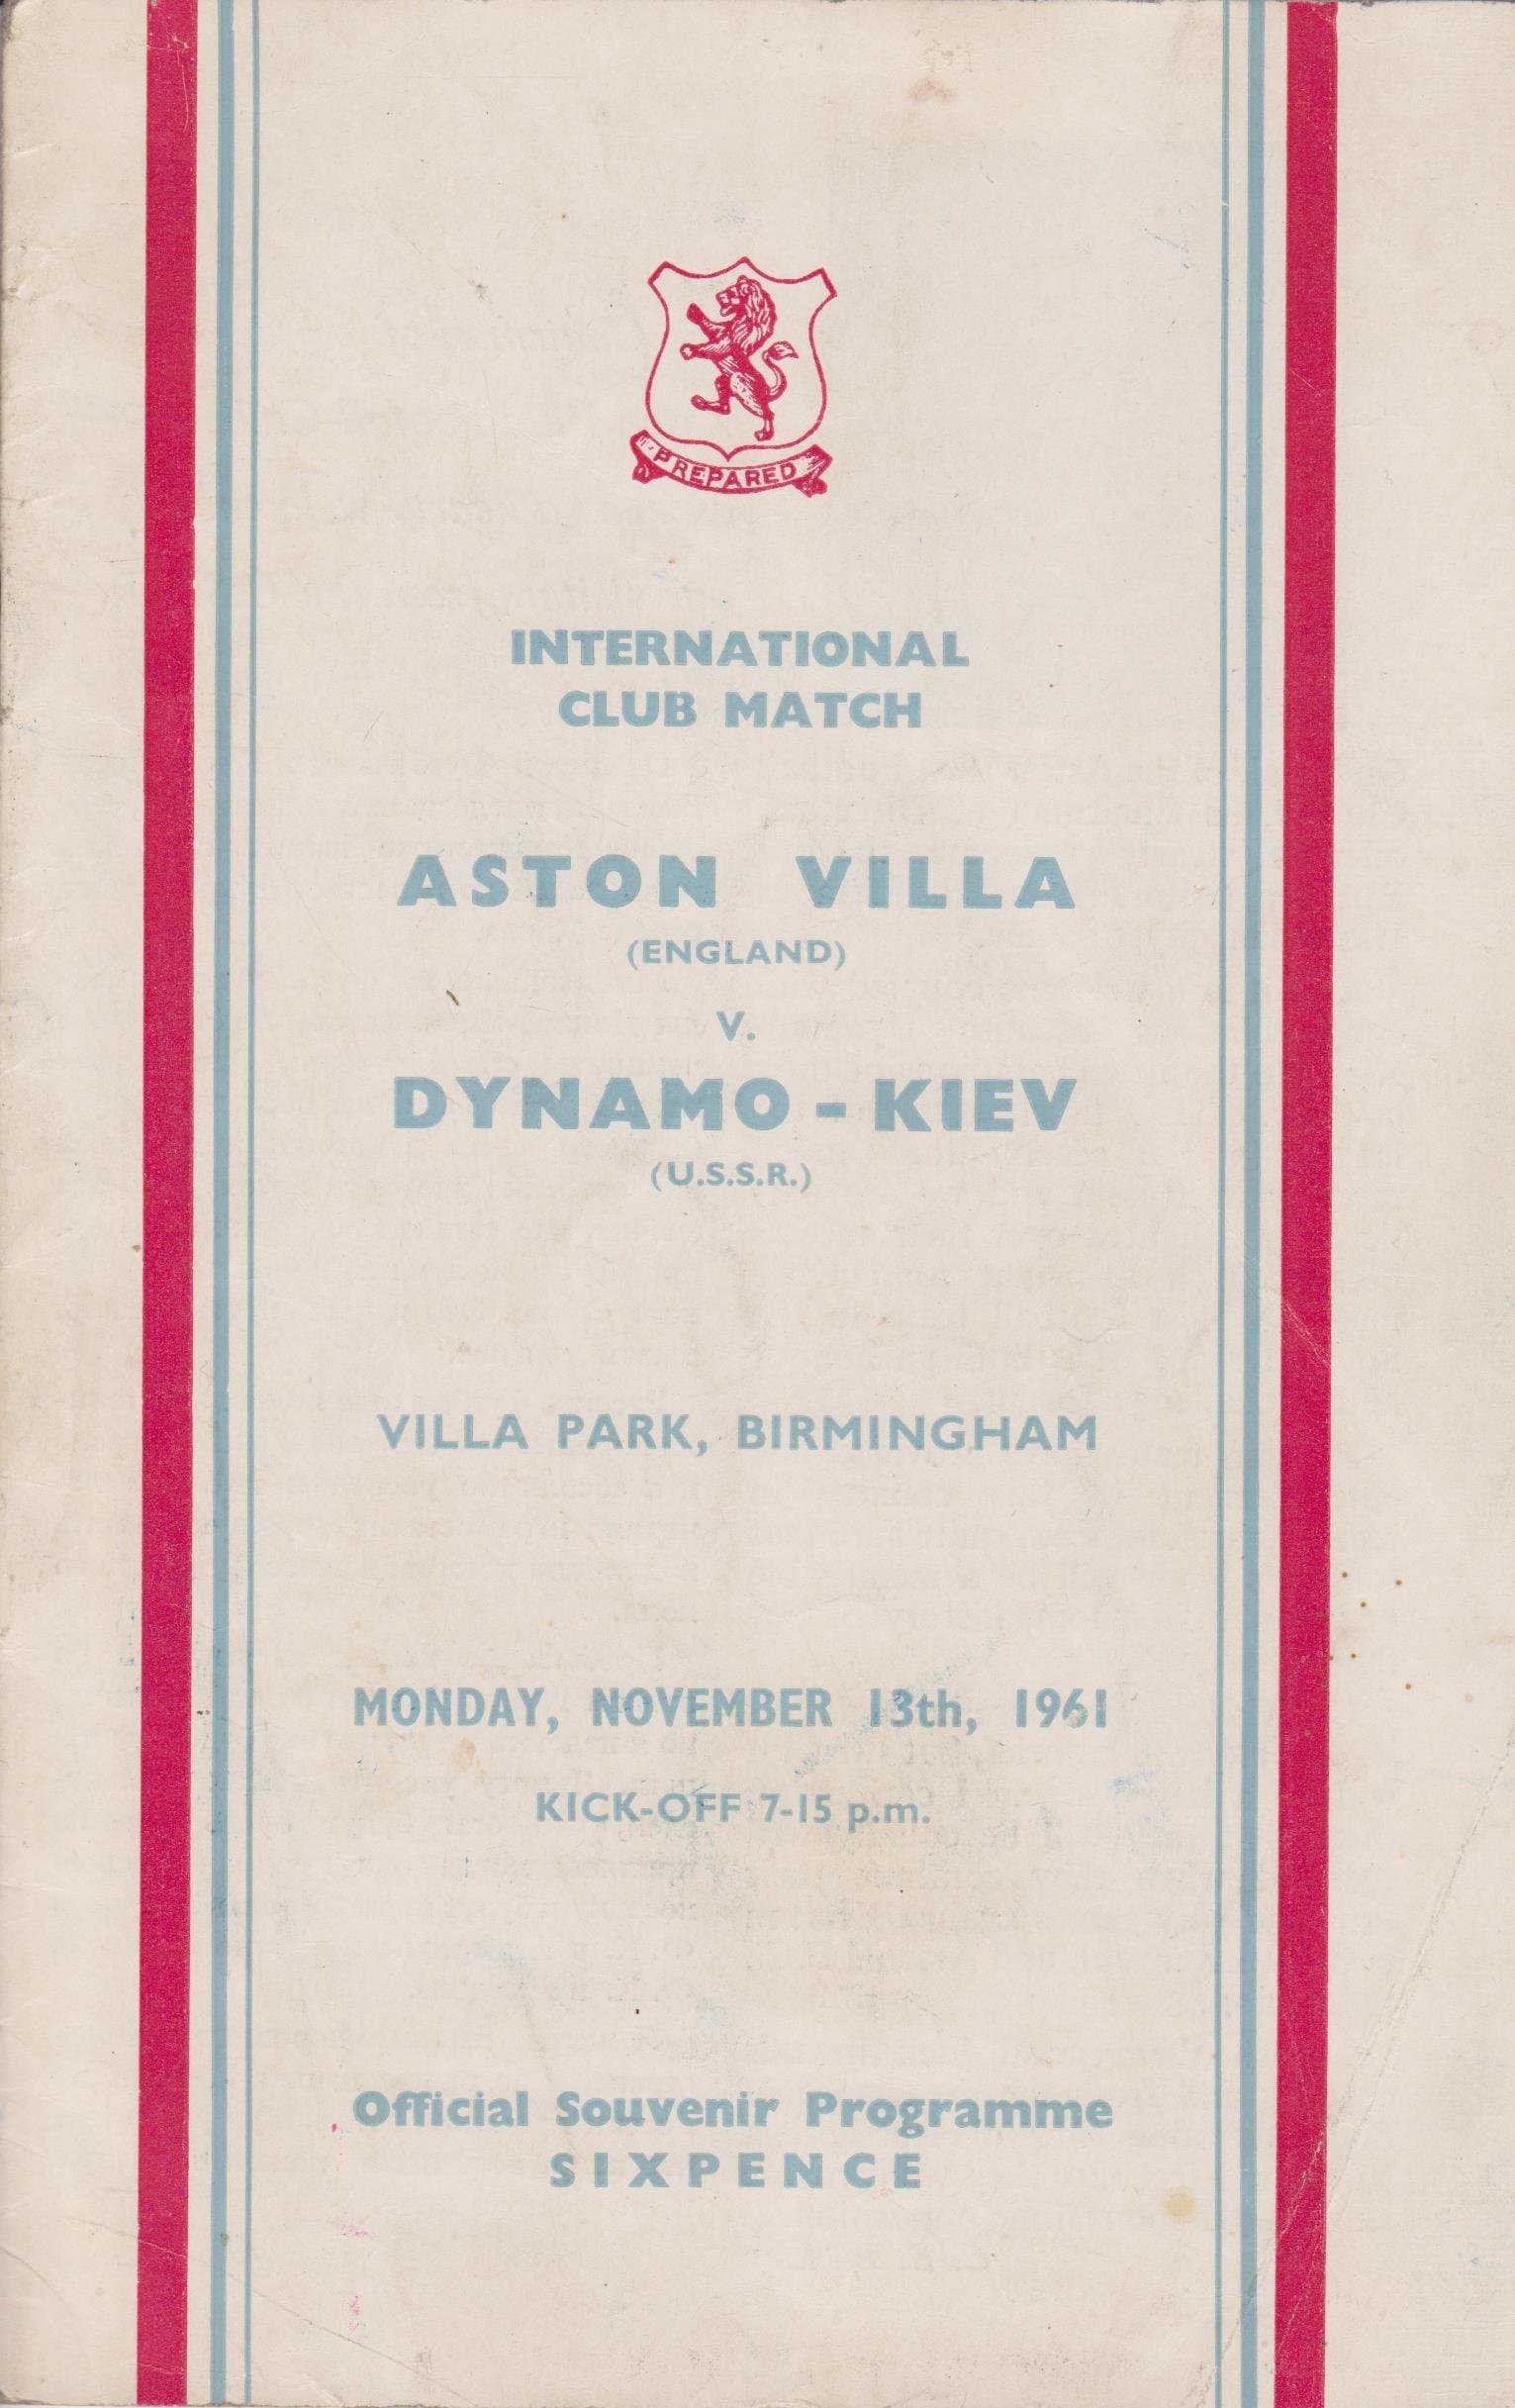 PREPARED
INTERNATIONAL
CLUB MATCH
ASTON VILLA
(ENGLAND)
V.
DYNAMO - KIEV
(U.S.S.R.)
VILLA PARK, BIRMINGHAM
MONDAY, NOVEMBER 13th, 1961
KICK-OFF 7-15 p.m.
Official Souvenir Programme
SIXPENCE